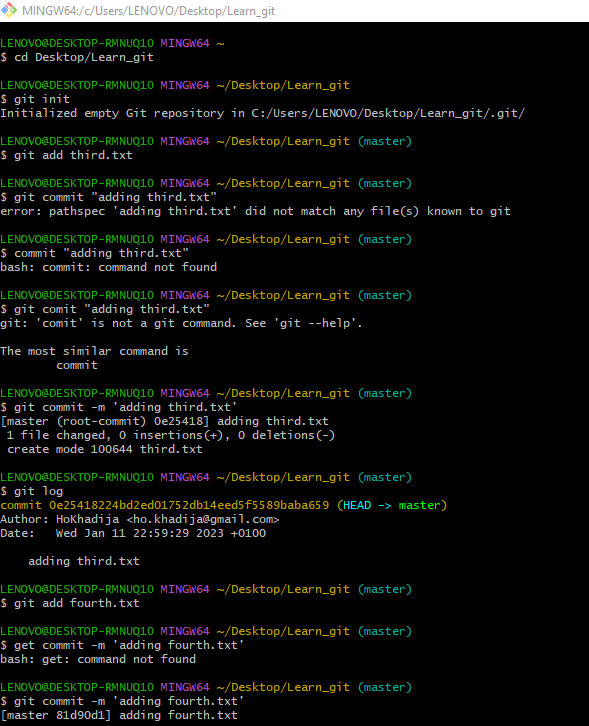 MINGW64:/c/Users/LENOVO/Desktop/Learn_git
LENOVO@DESKTOP-RMNUQ10 MINGW64 ~
$ cd Desktop/Learn_git
LENOVO@DESKTOP-RMNUQ10 MINGW64 ~/Desktop/Learn_git
$ git init
Initialized empty Git repository in C:/Users/LENOVO/Desktop/Learn_git/.git/
LENOVO@DESKTOP-RMNUQ10 MINGW64 ~/Desktop/Learn_git (master)
$ git add third.txt
LENOVO@DESKTOP-RMNUQ10 MINGW64 ~/Desktop/Learn_git (master)
$ git commit "adding third.txt"
error: pathspec 'adding third.txt' did not match any file(s) known to git
LENOVO@DESKTOP-RMNUQ10 MINGW64 ~/Desktop/Learn_git (master)
$ commit "adding third.txt"
bash: commit: command not found
LENOVO@DESKTOP-RMNUQ10 MINGW64 ~/Desktop/Learn_git (master)
$ git comit "adding third.txt"
git: 'comit' is not a git command. See 'git --help'.
The most similar command is
commit
LENOVO@DESKTOP-RMNUQ10 MINGW64 ~/Desktop/Learn_git (master)
$ git commit -m 'adding third.txt'
[master (root-commit) 0e25418] adding third.txt
1 file changed, 0 insertions(+), 0 deletions(-)
create mode 100644 third.txt
LENOVO@DESKTOP-RMNUQ10 MINGW64 ~/Desktop/Learn_git (master)
$ git log
commit 0e25418224bd2ed01752db14eed5f5589baba659 (HEAD -> master)
Author: HoKhadija <ho.khadija@gmail.com>
Date:   Wed Jan 11 22:59:29 2023 +0100
adding third.txt
LENOVO@DESKTOP-RMNUQ10 MINGW64 ~/Desktop/Learn_git (master)
$ git add fourth.txt
LENOVO@DESKTOP-RMNUQ10 MINGW64 ~/Desktop/Learn_git (master)
$ get commit -m 'adding fourth.txt'
bash: get: command not found
LENOVO@DESKTOP-RMNUQ10 MINGW64 ~/Desktop/Learn_git (master)
$ git commit -m 'adding fourth.txt'
[master 81d90d1] adding fourth.txt